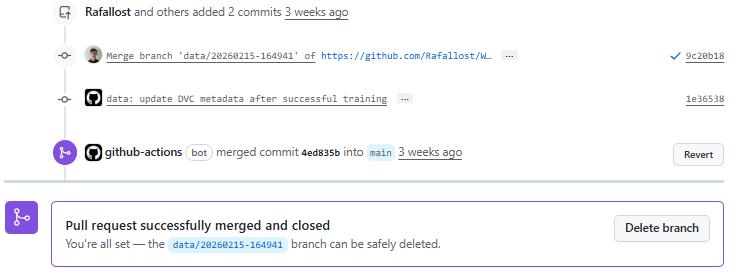 Rafallost and others added 2 commits 3 weeks ago
Merge branch 'data/20260215-164941' of https://github.com/Rafallost/W… ... 9c20b18
data: update DVC metadata after successful training ... 1e36538
github-actions bot merged commit 4ed835b into main 3 weeks ago Revert
Pull request successfully merged and closed
You're all set — the data/20260215-164941 branch can be safely deleted.
Delete branch